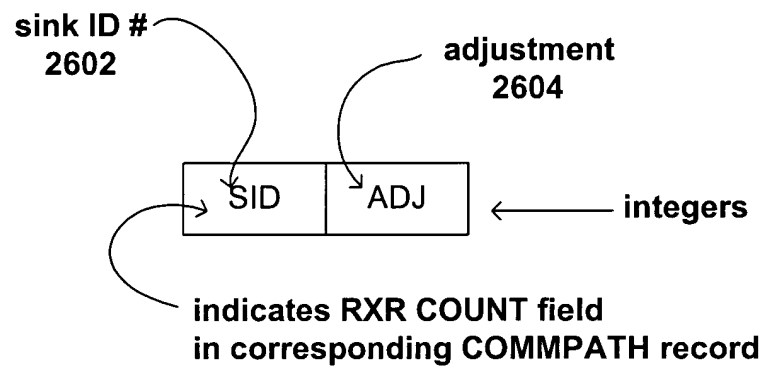 sink ID #
2602
adjustment
2604
SID
ADJ
integers
indicates RXR COUNT field
in corresponding COMMPATH record